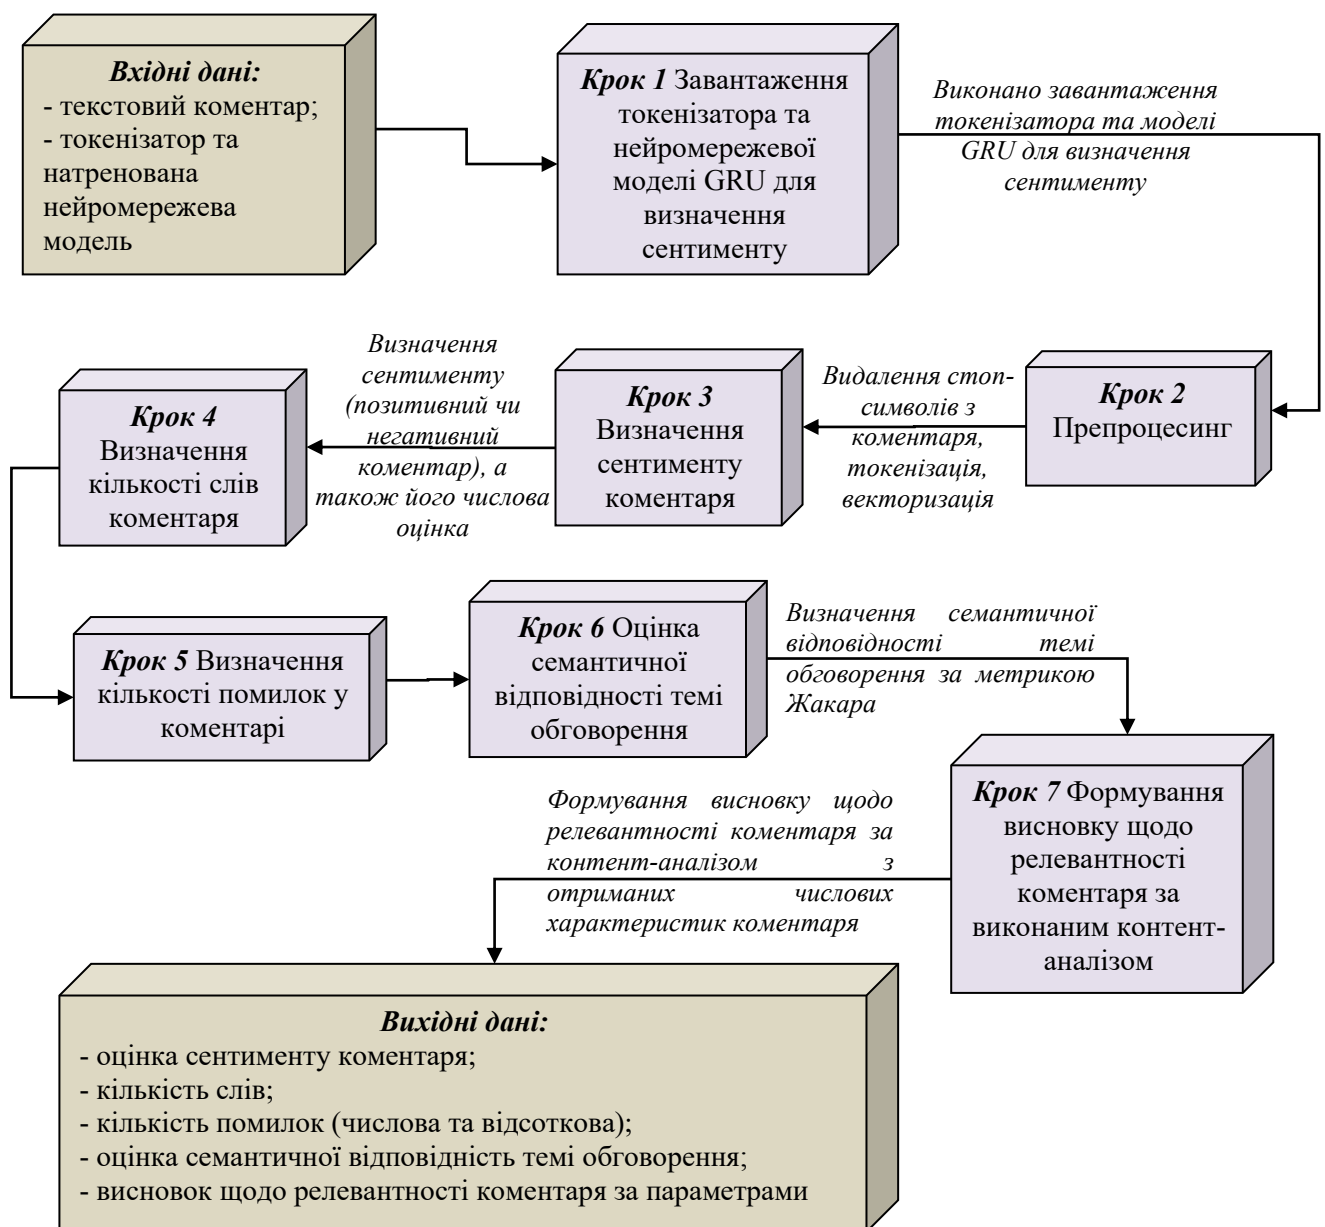 Вхідні дані:
- текстовий коментар;
- токенізатор та
натренована
нейромережева
модель
Крок 1 Завантаження
токенізатора та
нейромережевої
моделі GRU для
визначення
сентименту
Виконано завантаження
токенізатора та моделі
GRU для визначення
сентименту
Крок 2
Препроцесинг
Видалення стоп-
символів з
коментаря,
токенізація,
векторизація
Крок 3
Визначення
сентименту
коментаря
Визначення
сентименту
(позитивний чи
негативний
коментар), а
також його числова
оцінка
Крок 4
Визначення
кількості слів
коментаря
Крок 5 Визначення
кількості помилок у
коментарі
Крок 6 Оцінка
семантичної
відповідності темі
обговорення
Визначення семантичної
відповідності темі
обговорення за метрикою
Жакара
Крок 7 Формування
висновку щодо
релевантності
коментаря за
виконаним контент-
аналізом
Формування висновку щодо
релевантності коментаря за
контент-аналізом з
отриманих числових
характеристик коментаря
Вихідні дані:
- оцінка сентименту коментаря;
- кількість слів;
- кількість помилок (числова та відсоткова);
- оцінка семантичної відповідність темі обговорення;
- висновок щодо релевантності коментаря за параметрами